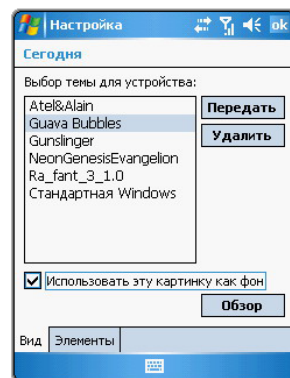 Настройка ok
Сегодня
Выбор темы для устройства:
Atel&Alain
Guava Bubbles
Gunslinger
NeonGenesisEvangelion
Ra_fant_3_1.0
Стандартная Windows
Передать
Удалить
Использовать эту картинку как фон
Обзор
Вид Элементы